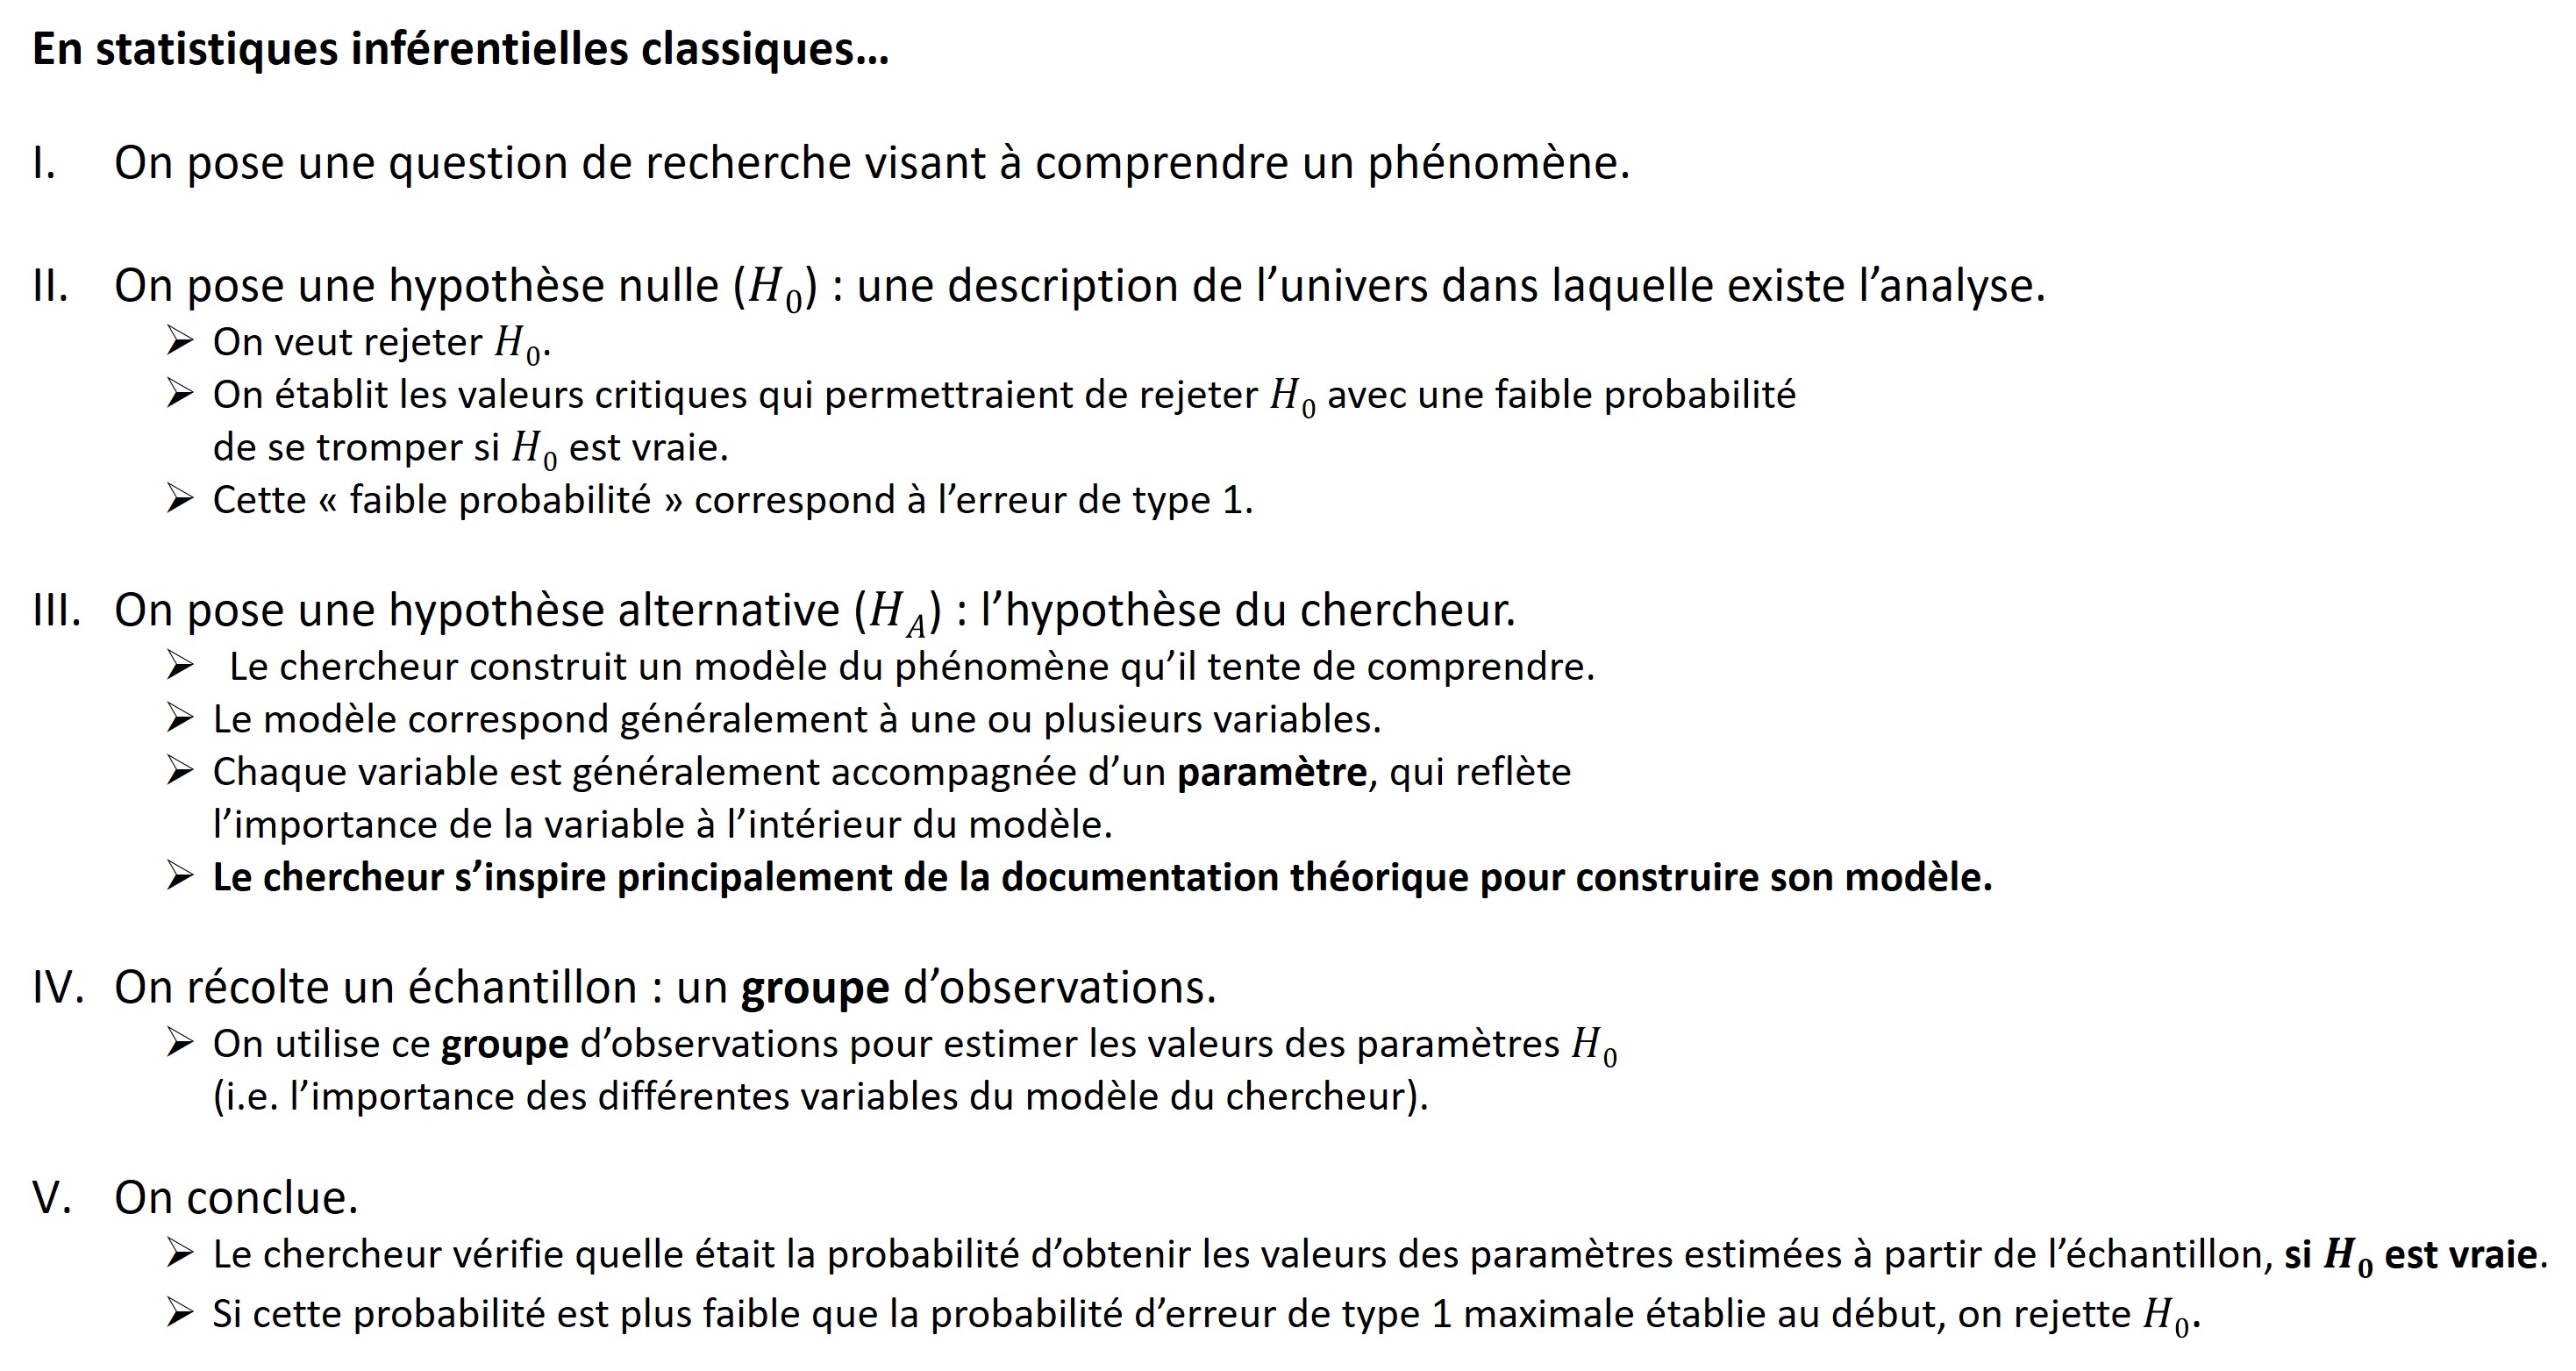 En statistiques inférentielles classiques…
I. On pose une question de recherche visant à comprendre un phénomène.
II. On pose une hypothèse nulle (H₀) : une description de l’univers dans laquelle existe l’analyse.
➢ On veut rejeter H₀.
➢ On établit les valeurs critiques qui permettraient de rejeter H₀ avec une faible probabilité
de se tromper si H₀ est vraie.
➢ Cette « faible probabilité » correspond à l’erreur de type 1.
III. On pose une hypothèse alternative (H_A) : l’hypothèse du chercheur.
➢ Le chercheur construit un modèle du phénomène qu’il tente de comprendre.
➢ Le modèle correspond généralement à une ou plusieurs variables.
➢ Chaque variable est généralement accompagnée d’un paramètre, qui reflète
l’importance de la variable à l’intérieur du modèle.
➢ Le chercheur s’inspire principalement de la documentation théorique pour construire son modèle.
IV. On récolte un échantillon : un groupe d’observations.
➢ On utilise ce groupe d’observations pour estimer les valeurs des paramètres H₀
(i.e. l’importance des différentes variables du modèle du chercheur).
V. On conclue.
➢ Le chercheur vérifie quelle était la probabilité d’obtenir les valeurs des paramètres estimées à partir de l’échantillon, si H₀ est vraie.
➢ Si cette probabilité est plus faible que la probabilité d’erreur de type 1 maximale établie au début, on rejette H₀.